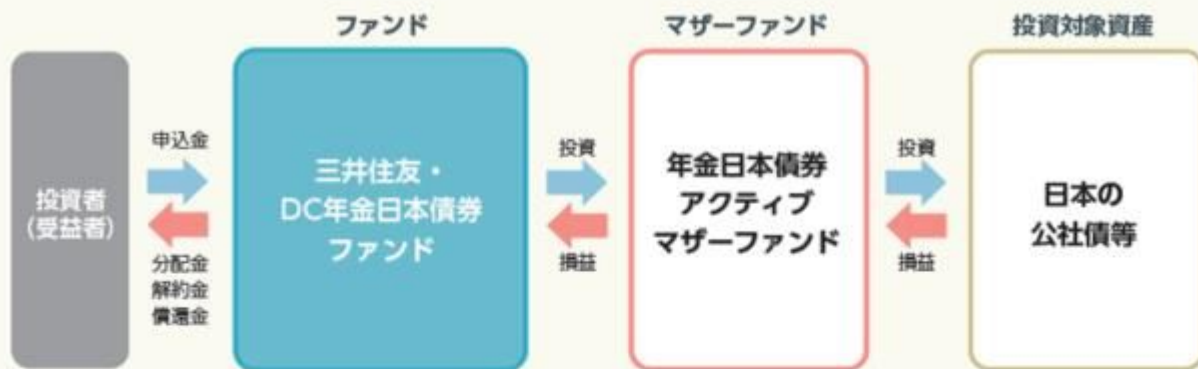 ファンド
マザーファンド
投資対象資産
投資者
(受益者)
申込金
分配金
解約金
償還金
三井住友・
DC年金日本債券
ファンド
投資
損益
年金日本債券
アクティブ
マザーファンド
投資
損益
日本の
公社債等